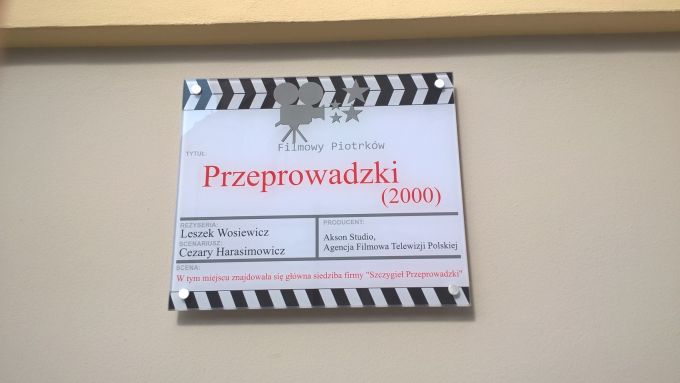 Filmowy Piotrków
TYTUŁ:
Przeprowadzki
(2000)
REŻYSERIA:
Leszek Wosiewicz
SCENARIUSZ:
Cezary Harasimowicz
PRODUCENT:
Akson Studio,
Agencja Filmowa Telewizji Polskiej
SCENA:
W tym miejscu znajdowała się główna siedziba firmy "Szczygieł Przeprowadzki"